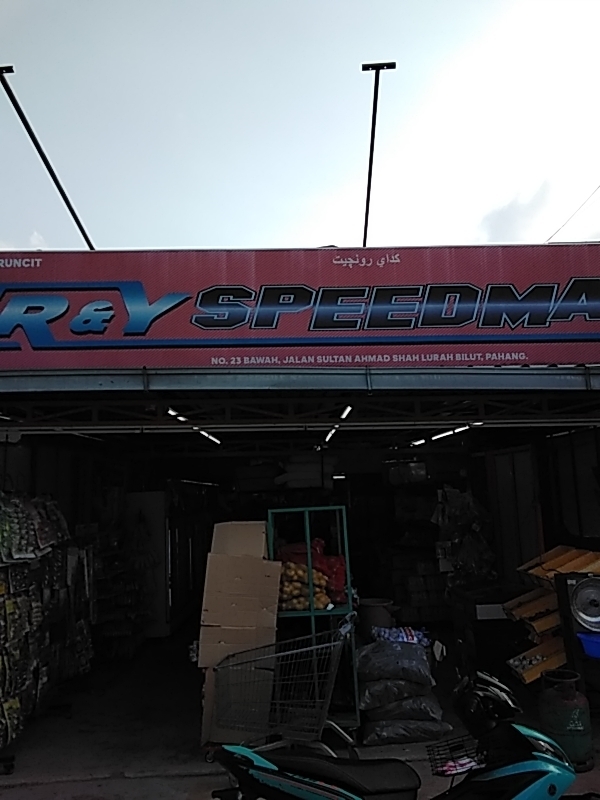 RUNCIT كداي رونچيت
R&Y SPEEDMA
NO. 23 BAWAH, JALAN SULTAN AHMAD SHAH LURAH BILUT, PAHANG.